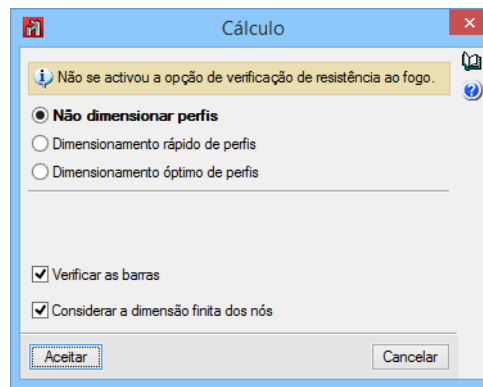 Cálculo
Não se activou a opção de verificação de resistência ao fogo.
Não dimensionar perfis
Dimensionamento rápido de perfis
Dimensionamento óptimo de perfis
Verificar as barras
Considerar a dimensão finita dos nós
Aceitar
Cancelar